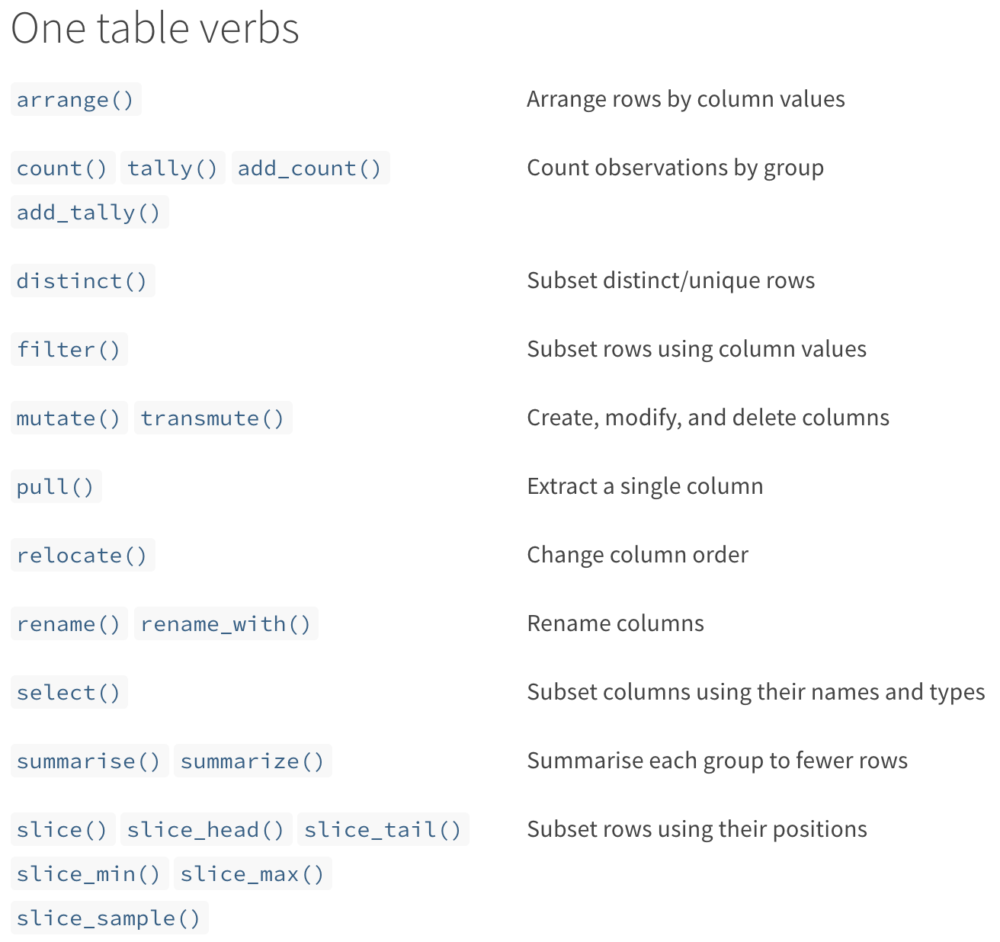 One table verbs
arrange() Arrange rows by column values
count() tally() add_count() Count observations by group
add_tally()
distinct() Subset distinct/unique rows
filter() Subset rows using column values
mutate() transmute() Create, modify, and delete columns
pull() Extract a single column
relocate() Change column order
rename() rename_with() Rename columns
select() Subset columns using their names and types
summarise() summarize() Summarise each group to fewer rows
slice() slice_head() slice_tail() Subset rows using their positions
slice_min() slice_max()
slice_sample()